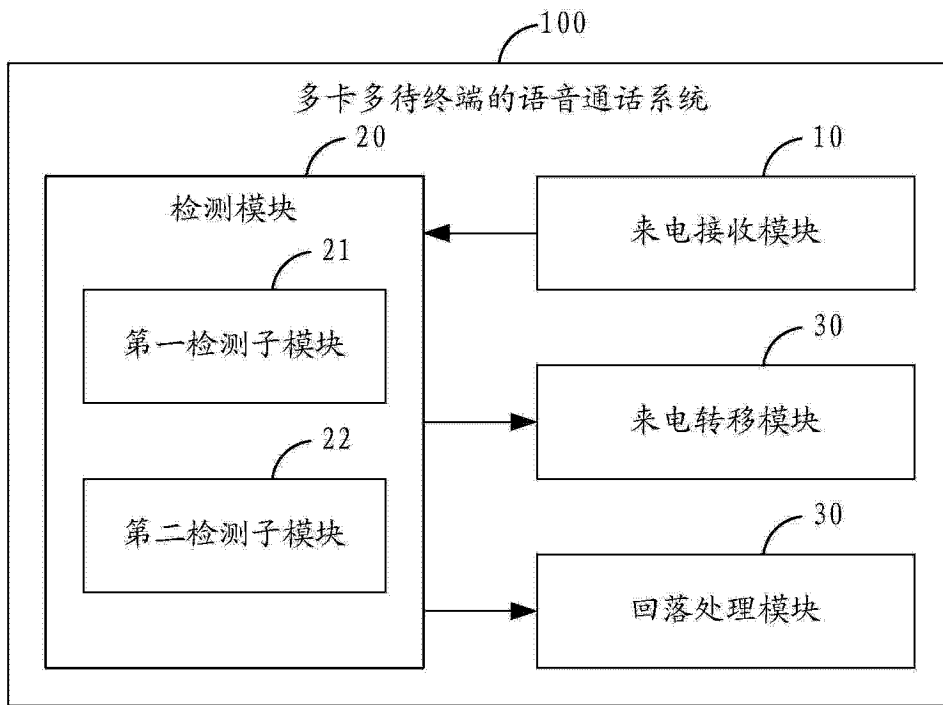 100
多卡多待终端的语音通话系统
20
检测模块
21
第一检测子模块
22
第二检测子模块
10
来电接收模块
30
来电转移模块
30
回落处理模块